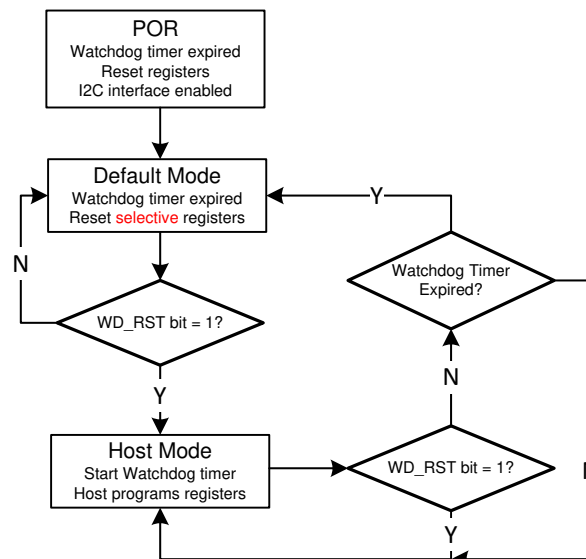 POR
Watchdog timer expired
Reset registers
I2C interface enabled
Default Mode
Watchdog timer expired
Reset selective registers
Y
N
Watchdog Timer
Expired?
WD_RST bit = 1?
Y
N
Host Mode
Start Watchdog timer
Host programs registers
WD_RST bit = 1?
Y